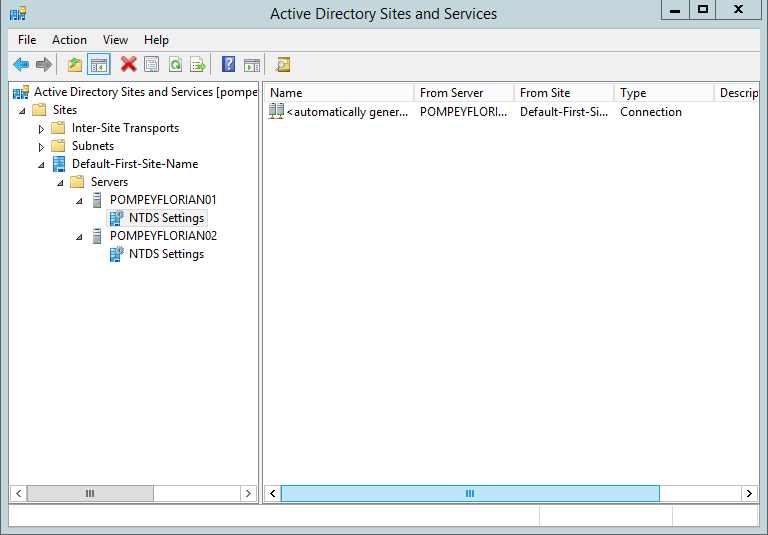 Active Directory Sites and Services
File Action View Help
Active Directory Sites and Services [pompe
Sites
Inter-Site Transports
Subnets
Default-First-Site-Name
Servers
POMPEYFLORIAN01
NTDS Settings
POMPEYFLORIAN02
NTDS Settings
Name From Server From Site Type Descrip
<automatically gener... POMPEYFLORI... Default-First-Si... Connection